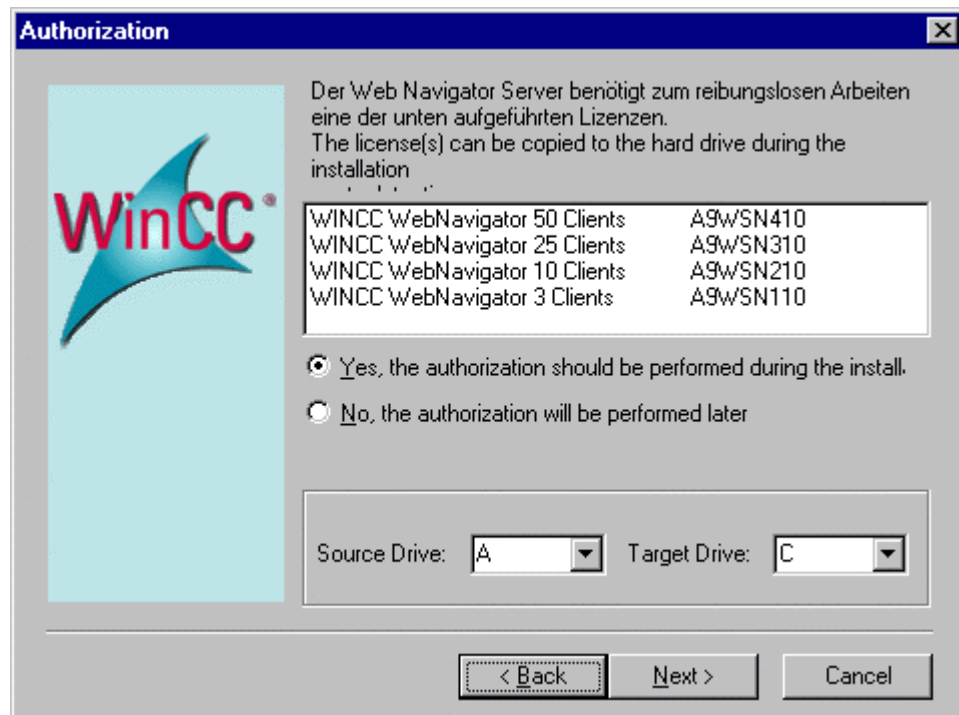 Authorization
Der Web Navigator Server benötigt zum reibungslosen Arbeiten
eine der unten aufgeführten Lizenzen.
The license(s) can be copied to the hard drive during the
installation
WinCC®
WINCC WebNavigator 50 Clients A9WSN410
WINCC WebNavigator 25 Clients A9WSN310
WINCC WebNavigator 10 Clients A9WSN210
WINCC WebNavigator 3 Clients A9WSN110
Yes, the authorization should be performed during the install.
No, the authorization will be performed later
Source Drive: A Target Drive: C
< Back Next > Cancel